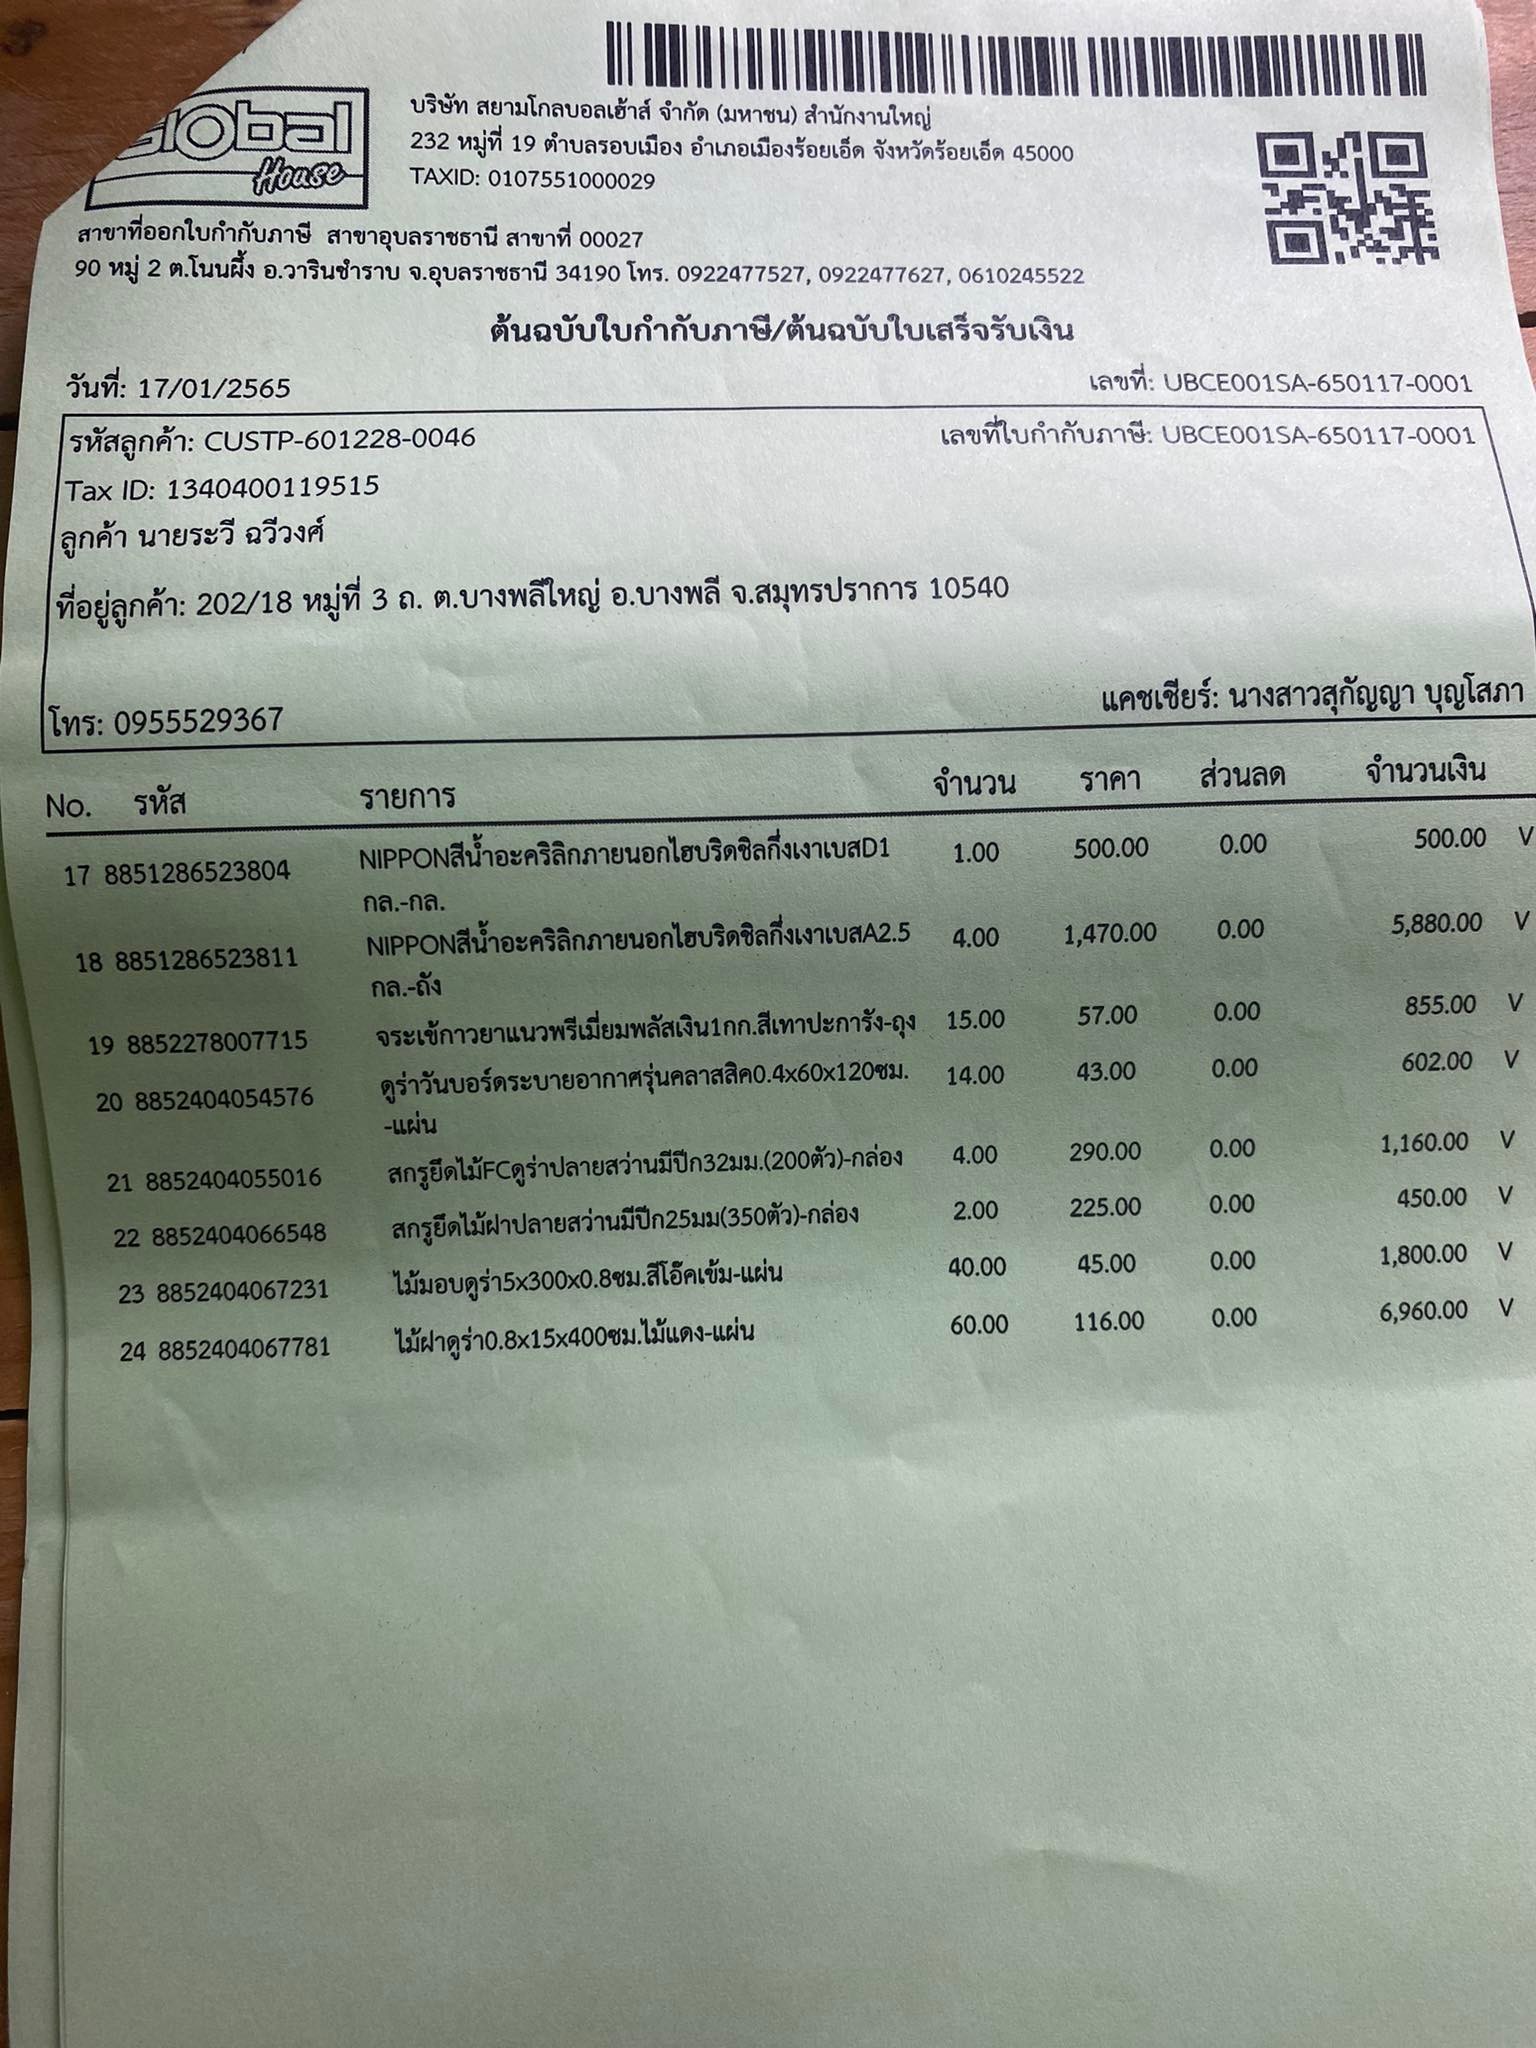 Global
House
บริษัท สยามโกลบอลเฮ้าส์ จำกัด (มหาชน) สำนักงานใหญ่
232 หมู่ที่ 19 ตำบลรอบเมือง อำเภอเมืองร้อยเอ็ด จังหวัดร้อยเอ็ด 45000
TAXID: 0107551000029
สาขาที่ออกใบกำกับภาษี สาขาอุบลราชธานี สาขาที่ 00027
90 หมู่ 2 ต.โนนผึ้ง อ.วารินชำราบ จ.อุบลราชธานี 34190 โทร. 0922477527, 0922477627, 0610245522
ต้นฉบับใบกำกับภาษี/ต้นฉบับใบเสร็จรับเงิน
วันที่: 17/01/2565 เลขที่: UBCE001SA-650117-0001
รหัสลูกค้า: CUSTP-601228-0046 เลขที่ใบกำกับภาษี: UBCE001SA-650117-0001
Tax ID: 1340400119515
ลูกค้า นายระวี ฉวีวงศ์
ที่อยู่ลูกค้า: 202/18 หมู่ที่ 3 ถ. ต.บางพลีใหญ่ อ.บางพลี จ.สมุทรปราการ 10540
โทร: 0955529367 แคชเชียร์: นางสาวสุกัญญา บุญโสภา
No. รหัส รายการ จำนวน ราคา ส่วนลด จำนวนเงิน
17 8851286523804 NIPPONสีน้ำอะคริลิกภายนอกไฮบริดชิลกึ่งเงาเบสD1 1.00 500.00 0.00 500.00 V
กล.-กล.
18 8851286523811 NIPPONสีน้ำอะคริลิกภายนอกไฮบริดชิลกึ่งเงาเบสA2.5 4.00 1,470.00 0.00 5,880.00 V
กล.-ถัง
19 8852278007715 จระเข้กาวยาแนวพรีเมี่ยมพลัสเงิน1กก.สีเทาปะการัง-ถุง 15.00 57.00 0.00 855.00 V
20 8852404054576 ดูร่าวันบอร์ดระบายอากาศรุ่นคลาสสิค0.4x60x120ซม. 14.00 43.00 0.00 602.00 V
-แผ่น
21 8852404055016 สกรูยึดไม้FCดูร่าปลายสว่านมีปีก32มม.(200ตัว)-กล่อง 4.00 290.00 0.00 1,160.00 V
22 8852404066548 สกรูยึดไม้ฝาปลายสว่านมีปีก25มม(350ตัว)-กล่อง 2.00 225.00 0.00 450.00 V
23 8852404067231 ไม้มอบดูร่า5x300x0.8ซม.สีโอ๊คเข้ม-แผ่น 40.00 45.00 0.00 1,800.00 V
24 8852404067781 ไม้ฝาดูร่า0.8x15x400ซม.ไม้แดง-แผ่น 60.00 116.00 0.00 6,960.00 V